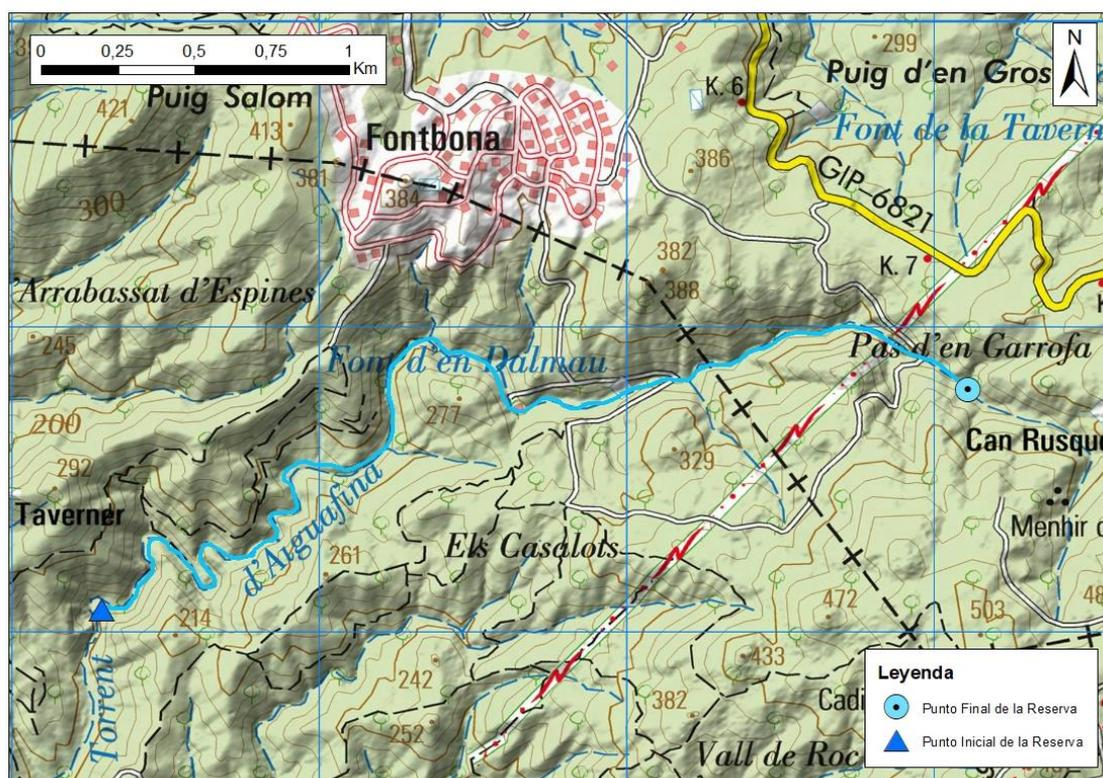 0 0,25 0,5 0,75 1
Km
N
421
Puig Salom
413
381
300
Fontbona
384
386
K. 6
299
Puig d'en Gros
Font de la Tavern
GIP-6821
382
388
K. 7
K
'Arrabassat d'Espines
245
200
292
Font d'en Dalmau
277
Pas d'en Garrofa
329
Can Rusque
Menhir d
Taverner
d'Aiguafina
261
Els Casalots
214
Torrent
472
503
48
433
242
252
382
Cadi
Vall de Roc
Leyenda
Punto Final de la Reserva
Punto Inicial de la Reserva